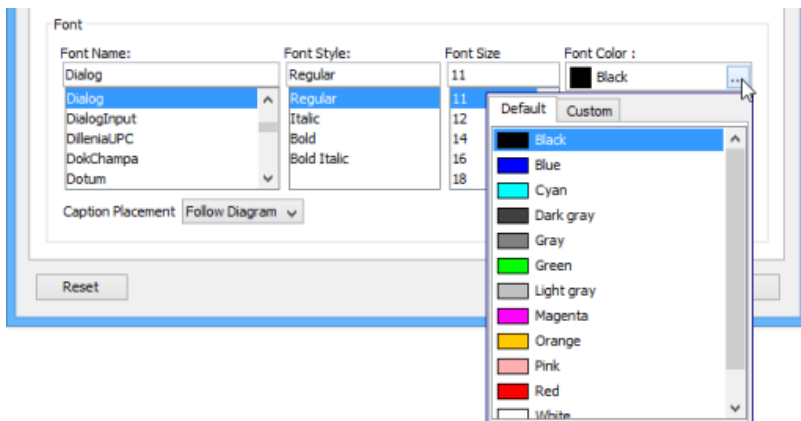 Font
Font Name: Font Style: Font Size Font Color :
Dialog Regular 11 Black ...
Dialog Regular 11
DialogInput Italic 12
DilleniaUPC Bold 14
DokChampa Bold Italic 16
Dotum 18
Default Custom
Black
Blue
Cyan
Dark gray
Gray
Green
Light gray
Magenta
Orange
Pink
Red
White
Caption Placement Follow Diagram
Reset